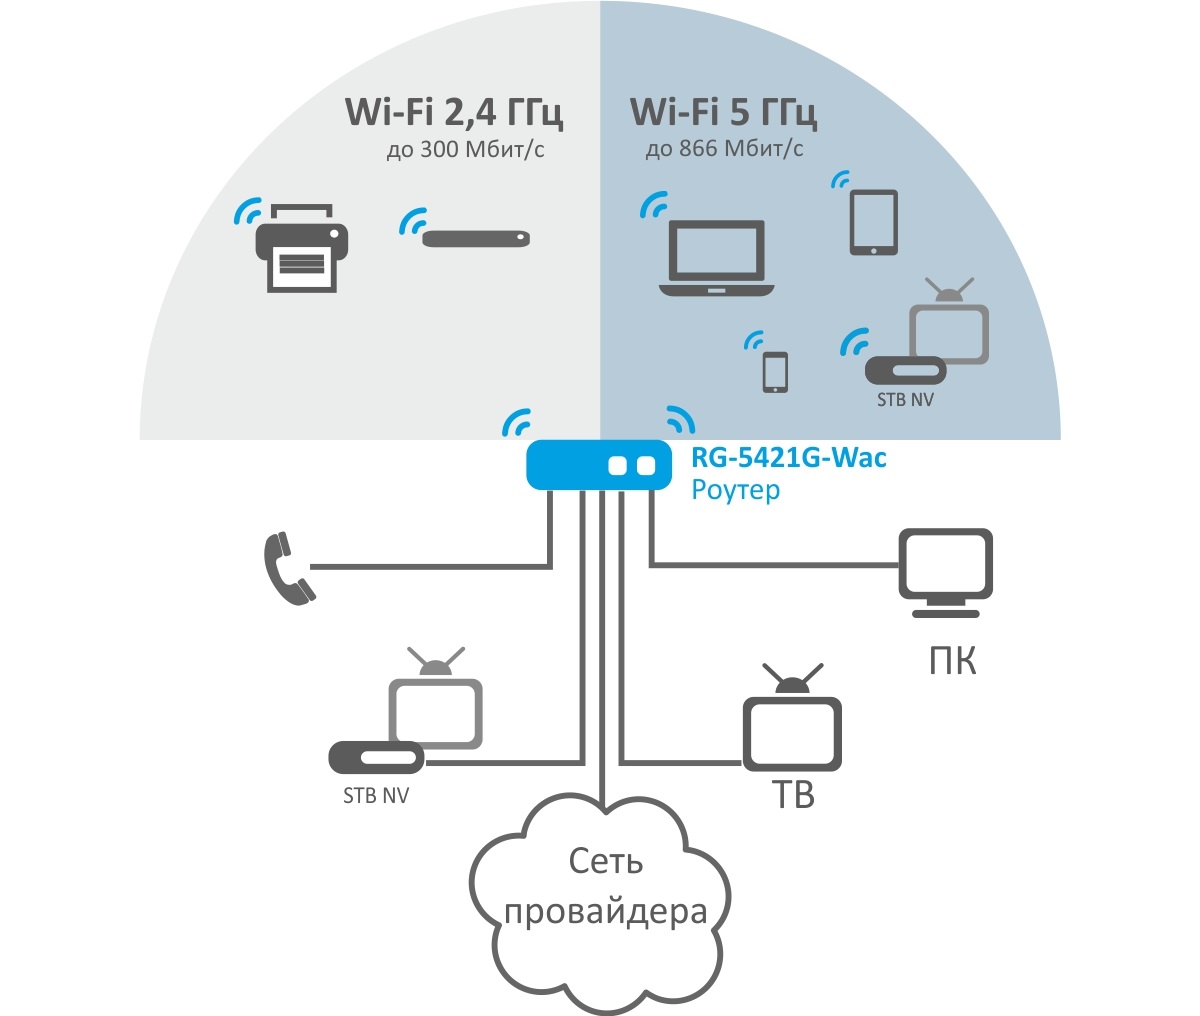 Wi-Fi 2,4 ГГц
до 300 Мбит/с
Wi-Fi 5 ГГц
до 866 Мбит/с
STB NV
RG-5421G-Wac
Роутер
ПК
STB NV
ТВ
Сеть
провайдера